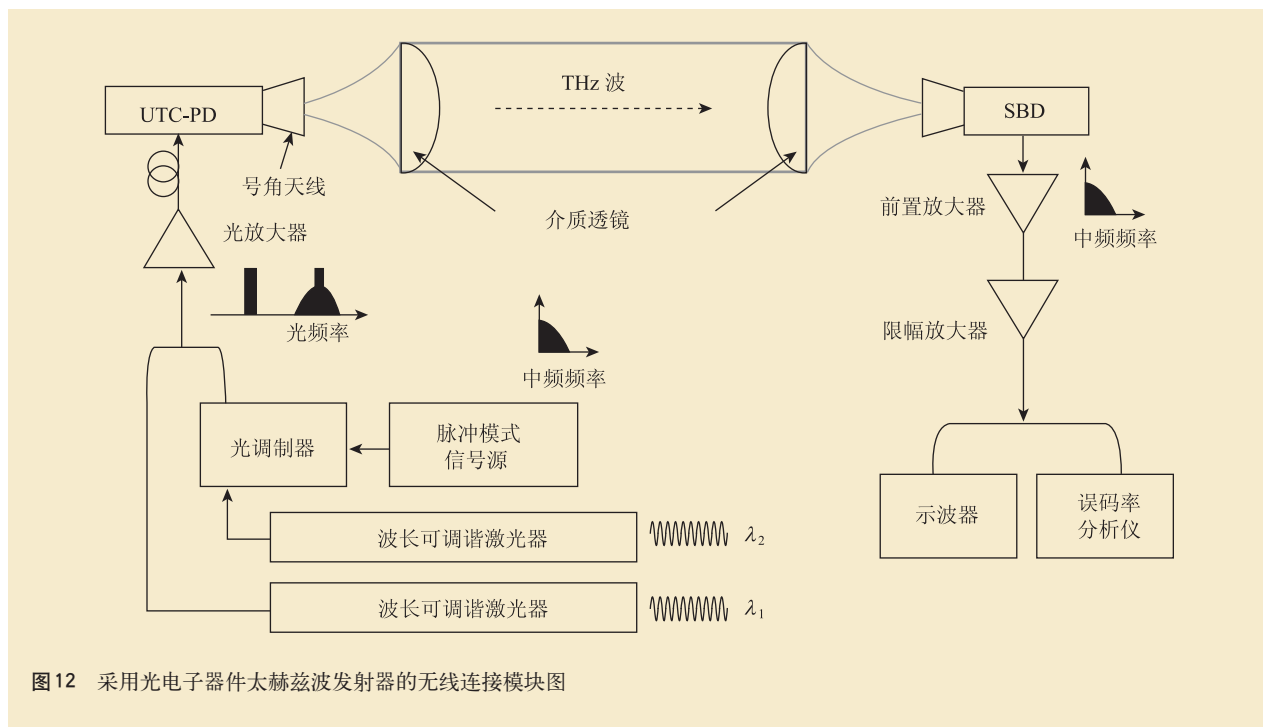 UTC-PD
THz 波
SBD
号角天线
介质透镜
前置放大器
中频频率
光放大器
光频率
限幅放大器
中频频率
光调制器
脉冲模式
信号源
示波器
误码率
分析仪
波长可调谐激光器
λ2
波长可调谐激光器
λ1
图12 采用光电子器件太赫兹波发射器的无线连接模块图